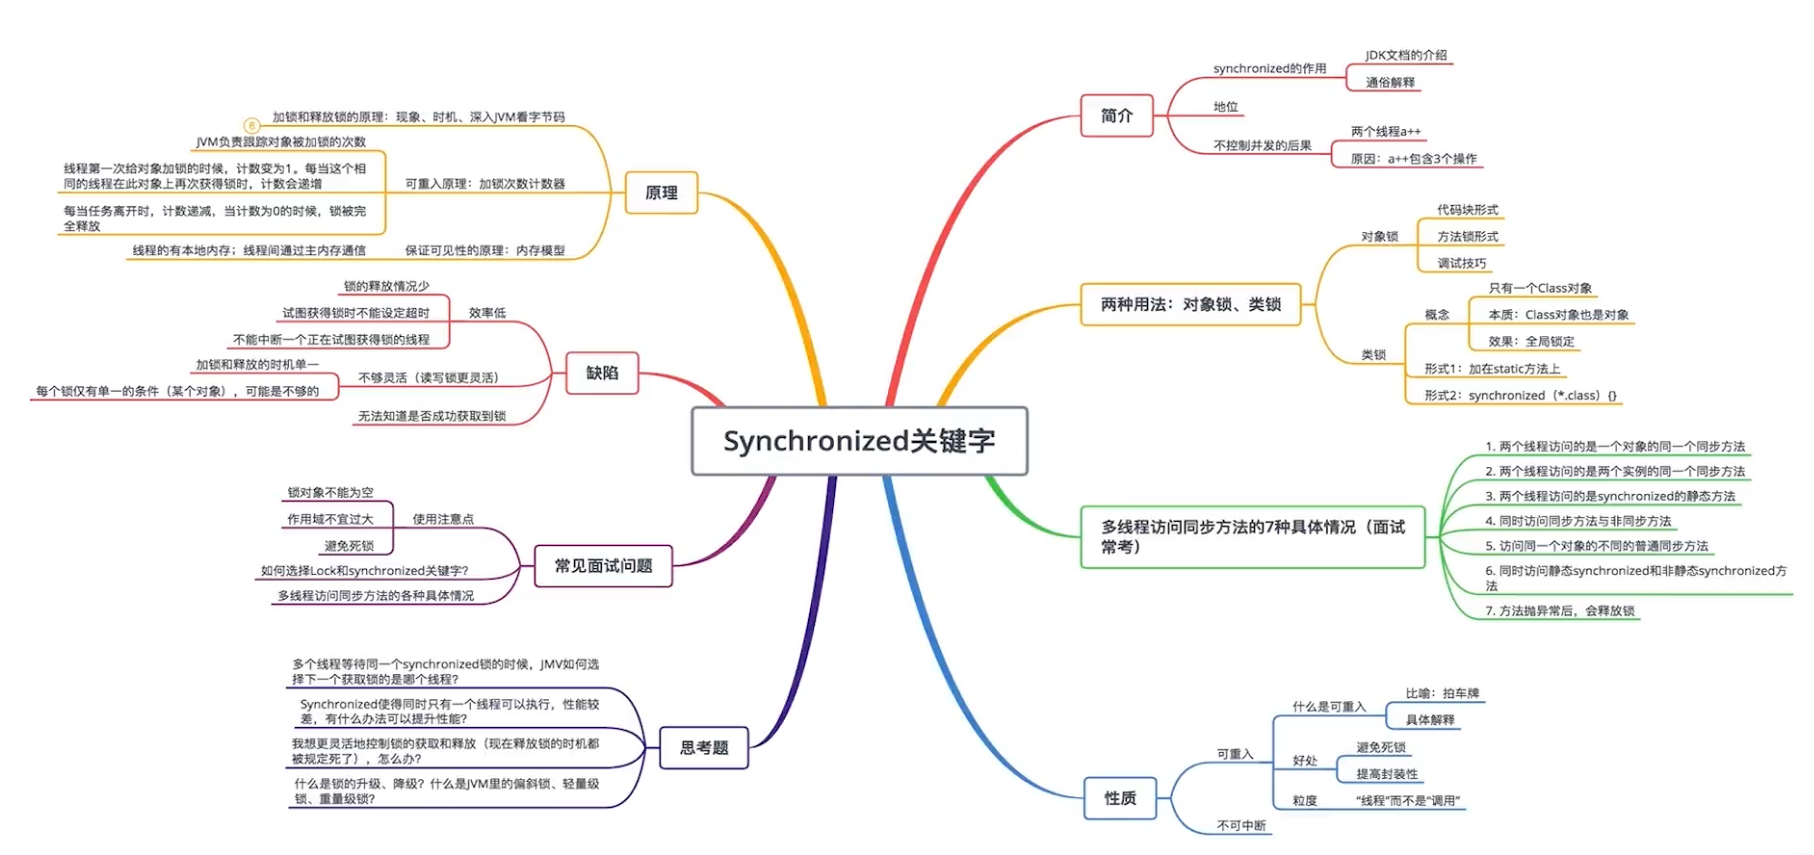 Synchronized关键字
简介
synchronized的作用
JDK文档的介绍
通俗解释
地位
不控制并发的后果
两个线程a++
原因：a++包含3个操作
两种用法：对象锁、类锁
对象锁
代码块形式
方法锁形式
调试技巧
类锁
概念
只有一个Class对象
本质：Class对象也是对象
效果：全局锁定
形式1：加在static方法上
形式2：synchronized（*.class）{}
多线程访问同步方法的7种具体情况（面试
常考）
1. 两个线程访问的是一个对象的同一个同步方法
2. 两个线程访问的是两个实例的同一个同步方法
3. 两个线程访问的是synchronized的静态方法
4. 同时访问同步方法与非同步方法
5. 访问同一个对象的不同的普通同步方法
6. 同时访问静态synchronized和非静态synchronized方
法
7. 方法抛异常后，会释放锁
性质
可重入
什么是可重入
比喻：拍车牌
具体解释
好处
避免死锁
提高封装性
粒度
“线程”而不是“调用”
不可中断
原理
加锁和释放锁的原理：现象、时机、深入JVM看字节码
6
可重入原理：加锁次数计数器
JVM负责跟踪对象被加锁的次数
线程第一次给对象加锁的时候，计数变为1。每当这个相
同的线程在此对象上再次获得锁时，计数会递增
每当任务离开时，计数递减，当计数为0的时候，锁被完
全释放
保证可见性的原理：内存模型
线程的有本地内存；线程间通过主内存通信
缺陷
效率低
锁的释放情况少
试图获得锁时不能设定超时
不能中断一个正在试图获得锁的线程
不够灵活（读写锁更灵活）
加锁和释放的时机单一
每个锁仅有单一的条件（某个对象），可能是不够的
无法知道是否成功获取到锁
常见面试问题
使用注意点
锁对象不能为空
作用域不宜过大
避免死锁
如何选择Lock和synchronized关键字？
多线程访问同步方法的各种具体情况
思考题
多个线程等待同一个synchronized锁的时候，JMV如何选
择下一个获取锁的是哪个线程？
Synchronized使得同时只有一个线程可以执行，性能较
差，有什么办法可以提升性能？
我想更灵活地控制锁的获取和释放（现在释放锁的时机都
被规定死了），怎么办？
什么是锁的升级、降级？什么是JVM里的偏斜锁、轻量级
锁、重量级锁？